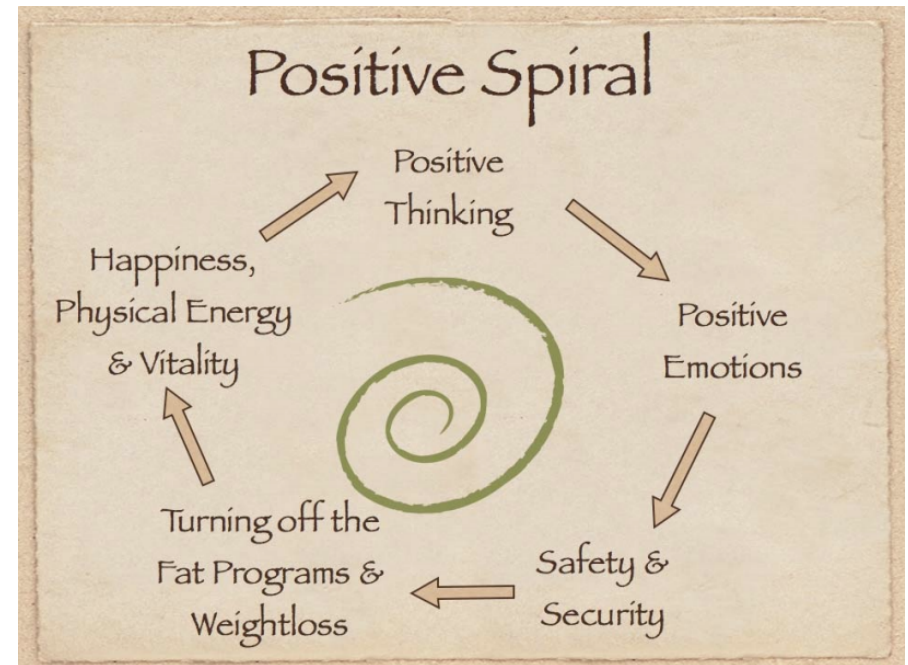 Positive Spiral
Positive
Thinking
Positive
Emotions
Safety &
Security
Turning off the
Fat Programs &
Weightloss
Happiness,
Physical Energy
& Vitality